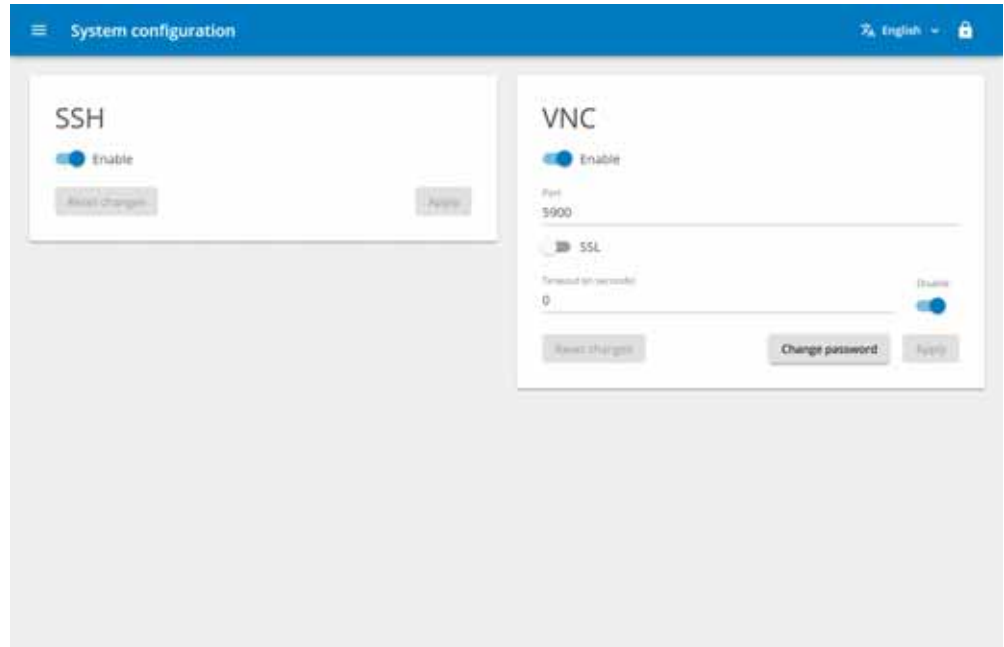 System configuration
English
SSH
Enable
Reset changes
Apply
VNC
Enable
Port
5900
SSL
Timeout (in seconds)
0
Disable
Reset changes
Change password
Apply